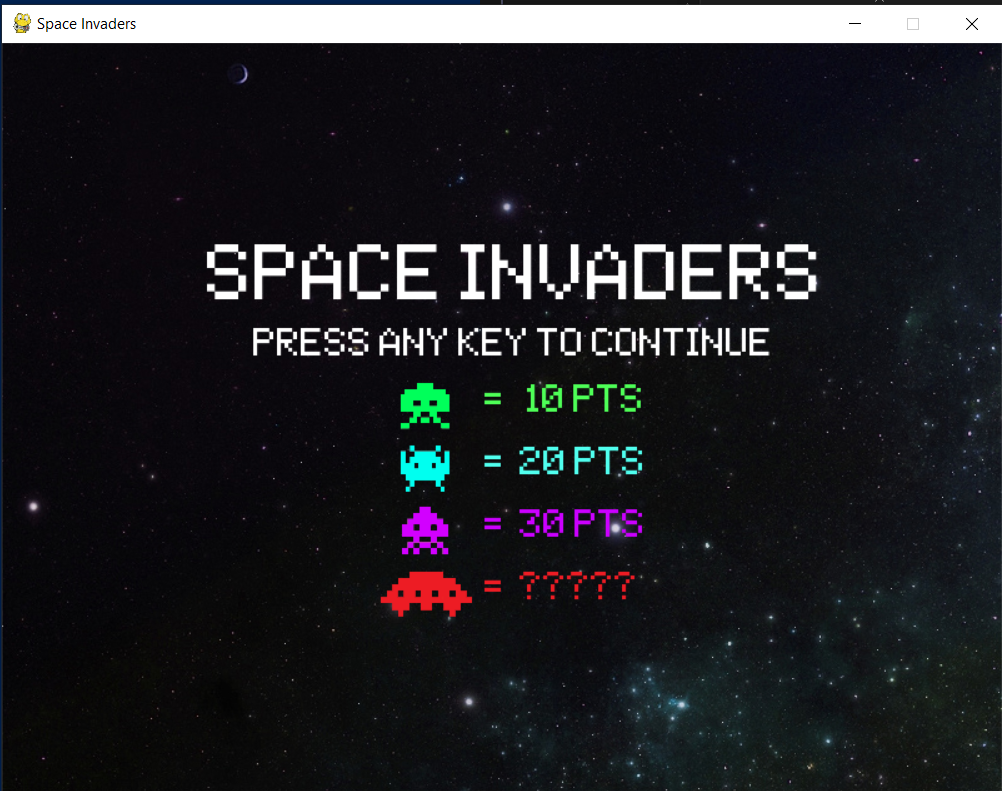 Space Invaders
SPACE INVADERS
PRESS ANY KEY TO CONTINUE
= 10 PTS
= 20 PTS
= 30 PTS
= ?????